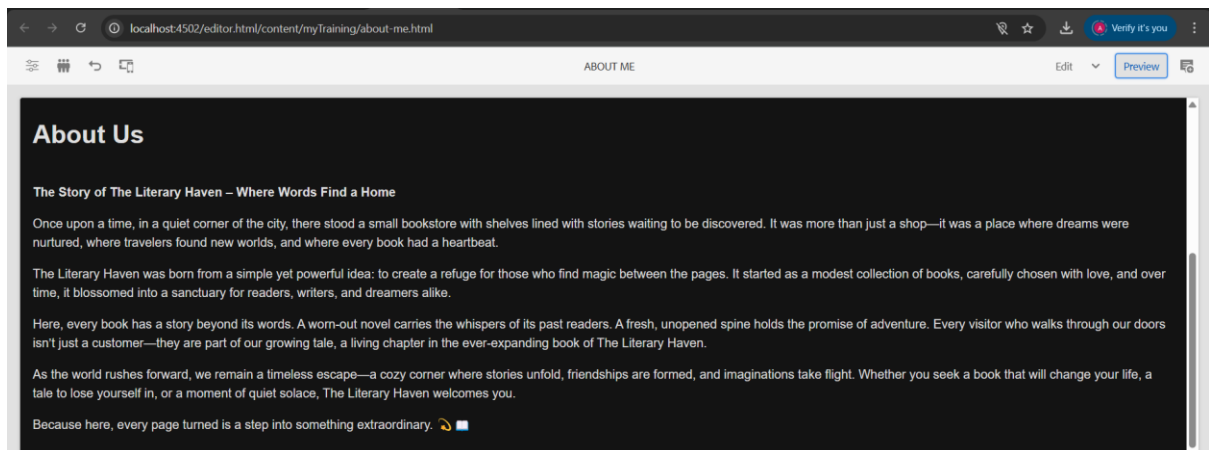 localhost:4502/editor.html/content/myTraining/about-me.html
Verify it's you
ABOUT ME
Edit
Preview
About Us
The Story of The Literary Haven – Where Words Find a Home
Once upon a time, in a quiet corner of the city, there stood a small bookstore with shelves lined with stories waiting to be discovered. It was more than just a shop—it was a place where dreams were
nurtured, where travelers found new worlds, and where every book had a heartbeat.
The Literary Haven was born from a simple yet powerful idea: to create a refuge for those who find magic between the pages. It started as a modest collection of books, carefully chosen with love, and over
time, it blossomed into a sanctuary for readers, writers, and dreamers alike.
Here, every book has a story beyond its words. A worn-out novel carries the whispers of its past readers. A fresh, unopened spine holds the promise of adventure. Every visitor who walks through our doors
isn't just a customer—they are part of our growing tale, a living chapter in the ever-expanding book of The Literary Haven.
As the world rushes forward, we remain a timeless escape—a cozy corner where stories unfold, friendships are formed, and imaginations take flight. Whether you seek a book that will change your life, a
tale to lose yourself in, or a moment of quiet solace, The Literary Haven welcomes you.
Because here, every page turned is a step into something extraordinary. 💫 📖